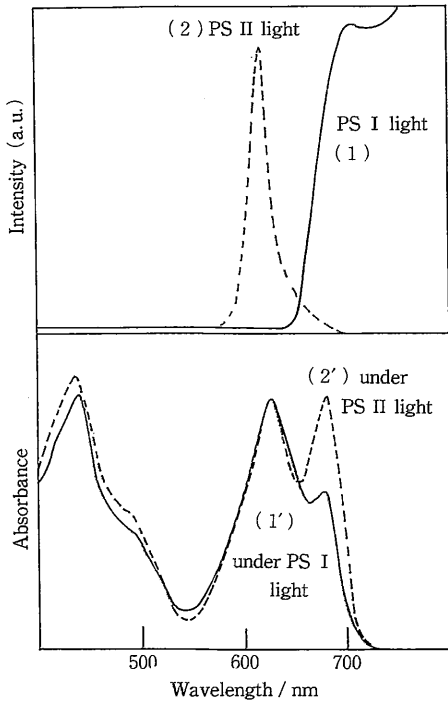 (2) PS II light
PS I light
(1)
Intensity (a.u.)
(2′) under
PS II light
(1′)
under PS I
light
Absorbance
500
600
700
Wavelength / nm